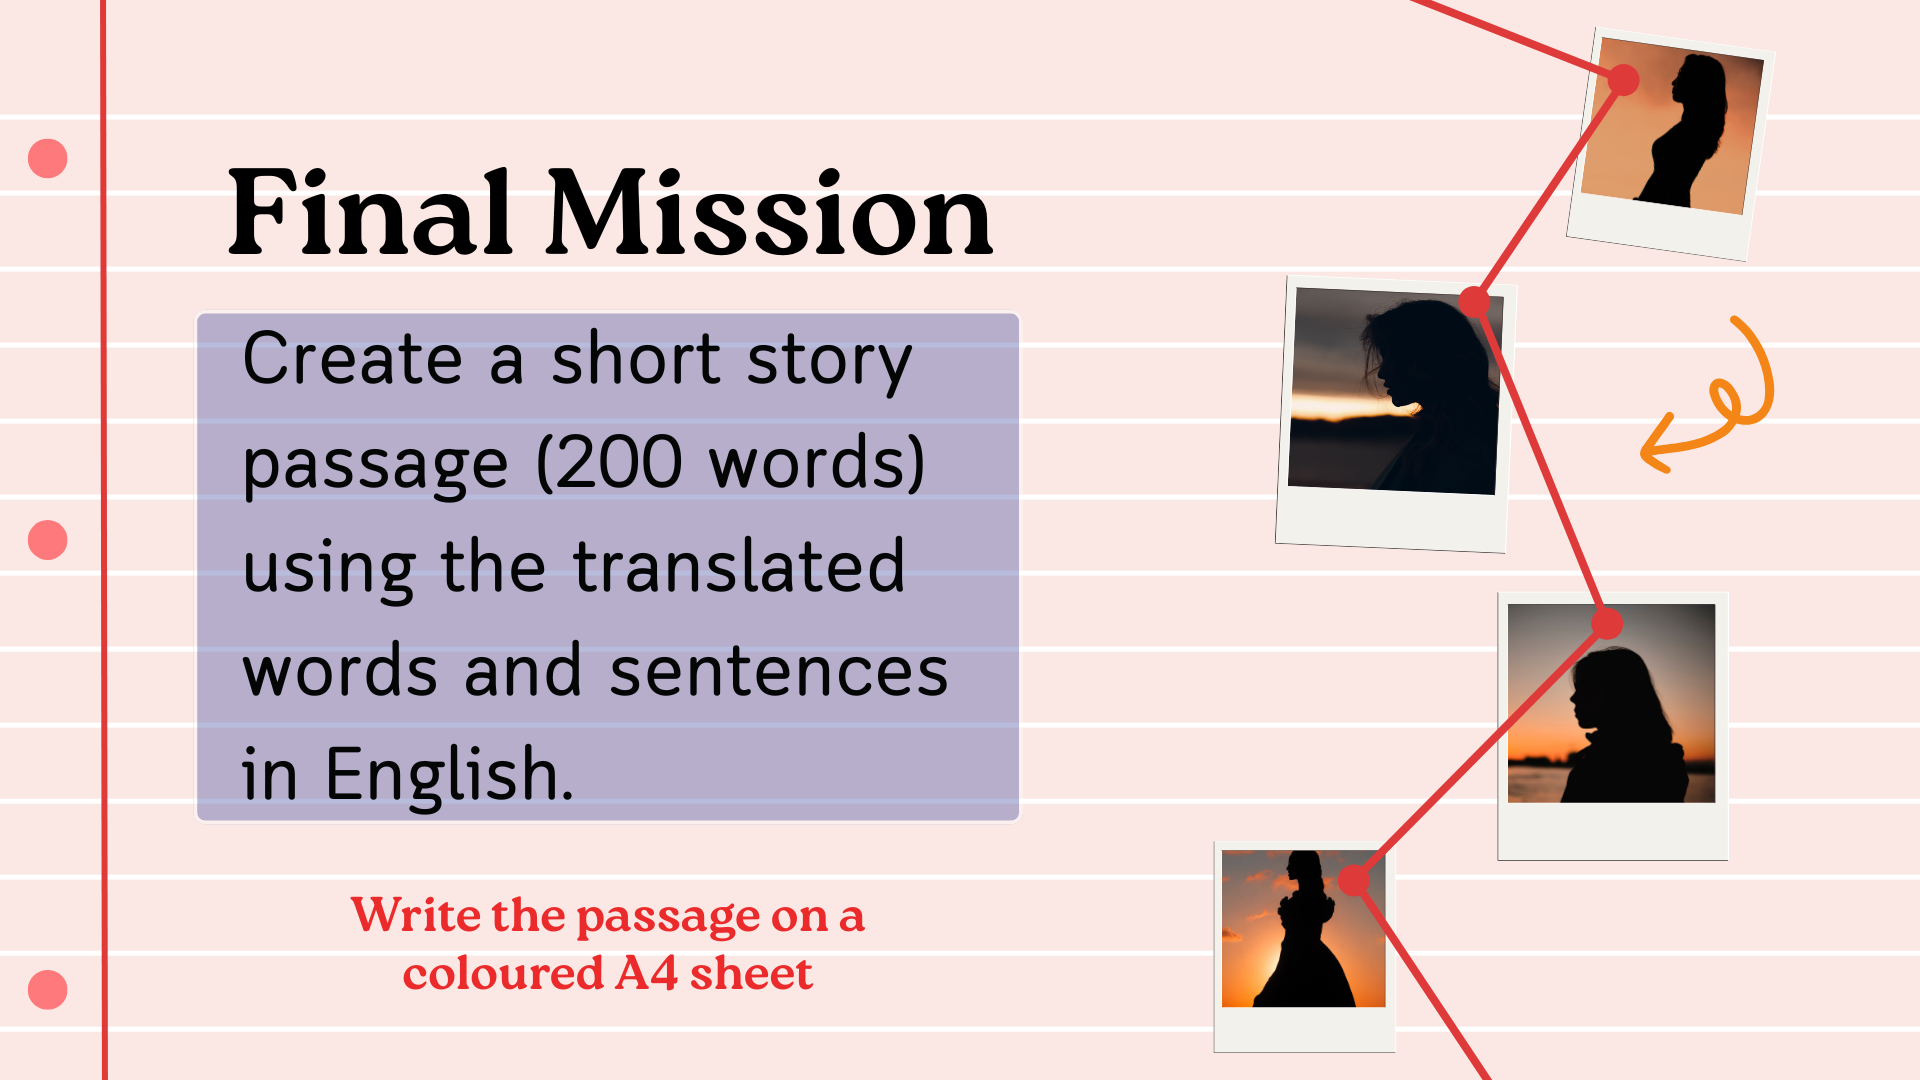 Final Mission
Create a short story
passage (200 words)
using the translated
words and sentences
in English.
Write the passage on a
coloured A4 sheet